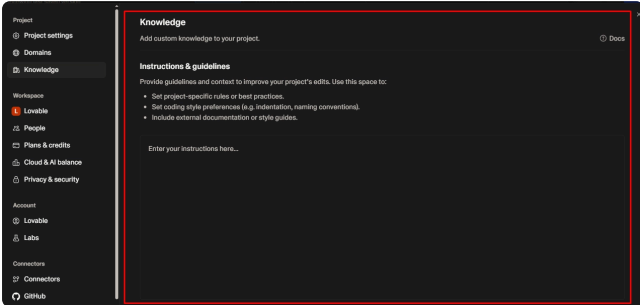 Project
Project settings
Domains
Knowledge
Workspace
L Lovable
People
Plans & credits
Cloud & AI balance
Privacy & security
Account
Lovable
Labs
Connectors
Connectors
GitHub
Knowledge
Add custom knowledge to your project.
Docs
Instructions & guidelines
Provide guidelines and context to improve your project's edits. Use this space to:
• Set project-specific rules or best practices.
• Set coding style preferences (e.g. indentation, naming conventions).
• Include external documentation or style guides.
Enter your instructions here...